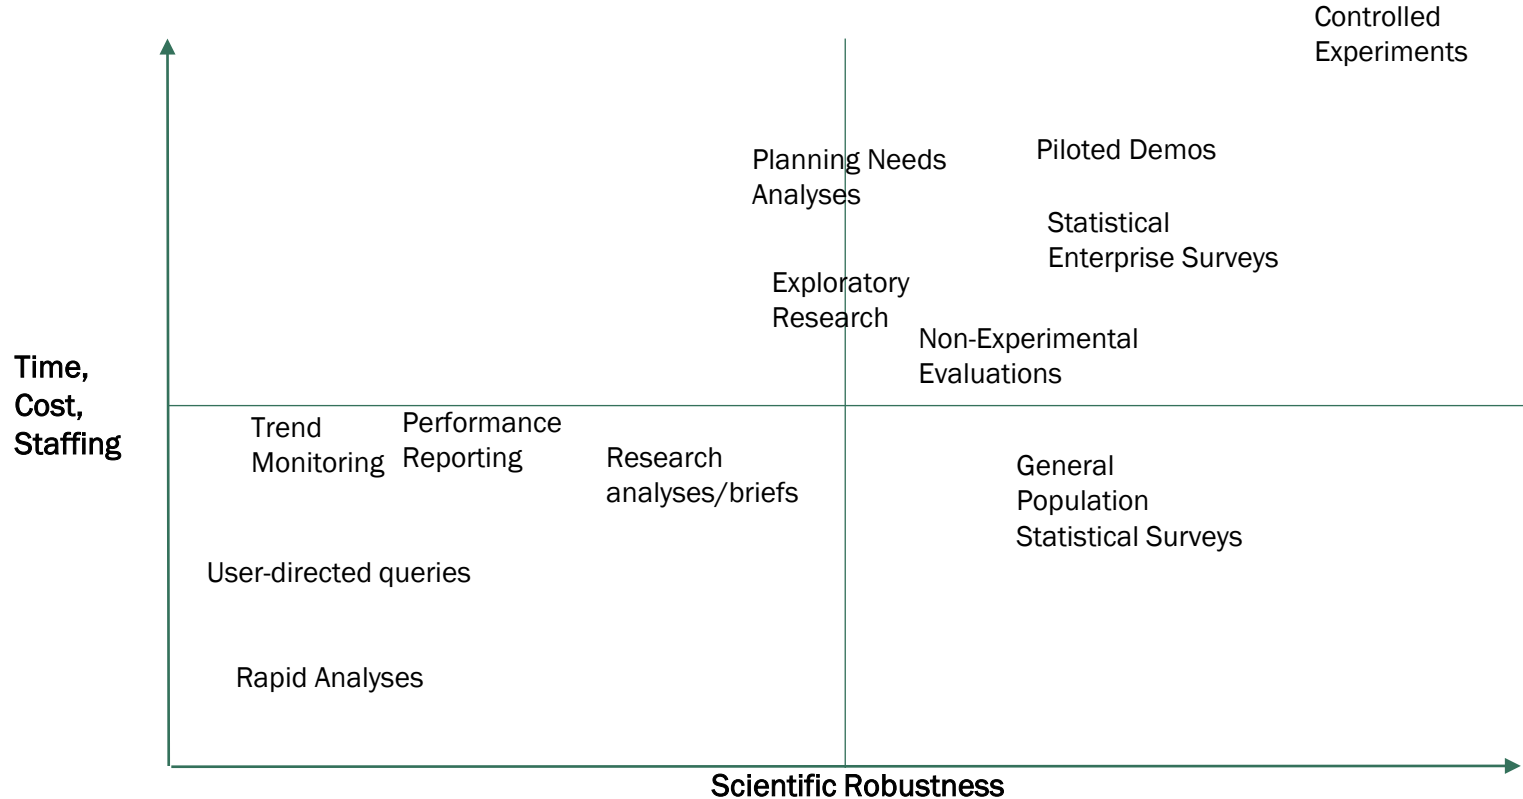 Controlled
Experiments
Planning Needs
Analyses
Piloted Demos
Statistical
Enterprise Surveys
Exploratory
Research
Non-Experimental
Evaluations
Time,
Cost,
Staffing
Trend
Monitoring
Performance
Reporting
Research
analyses/briefs
General
Population
Statistical Surveys
User-directed queries
Rapid Analyses
Scientific Robustness